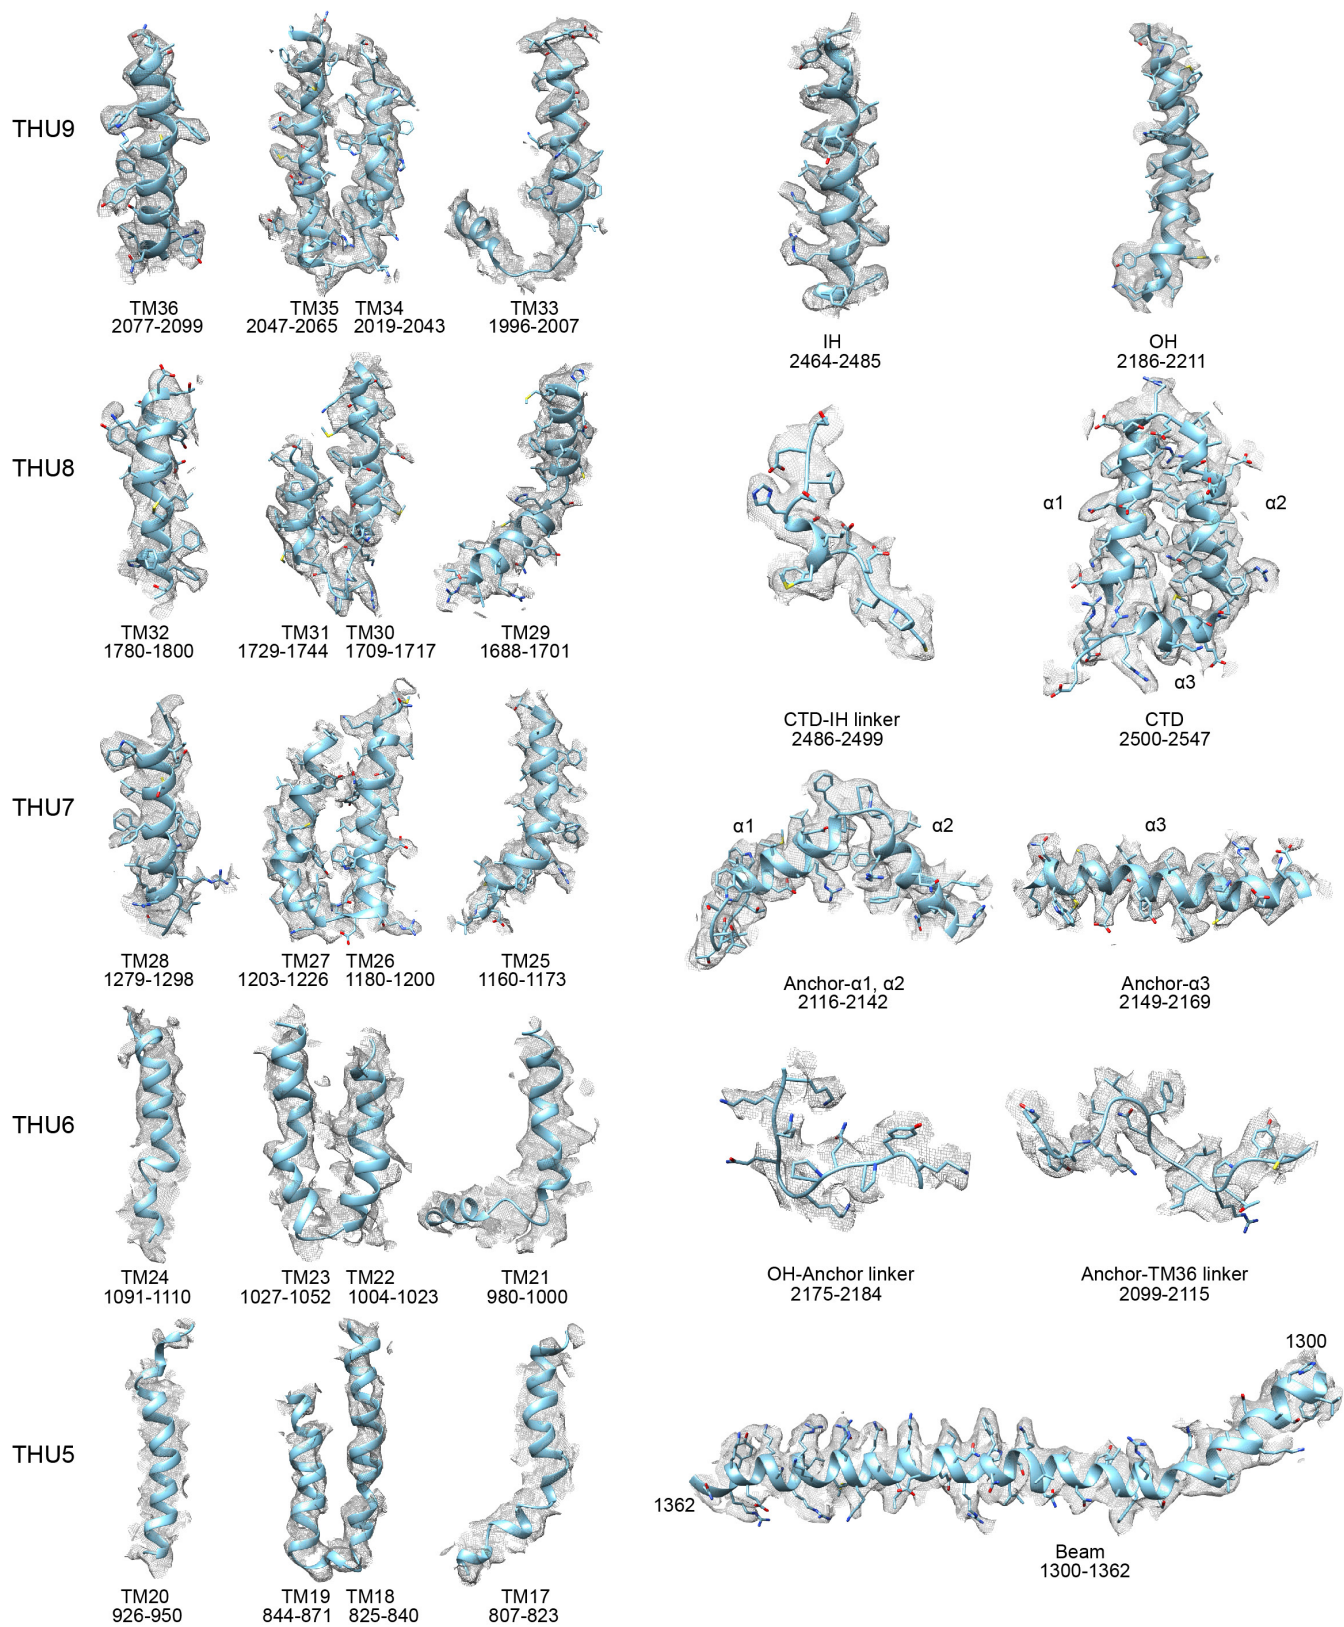 THU9
TM36 TM35 TM34 TM33
2077-2099 2047-2065 2019-2043 1996-2007
IH OH
2464-2485 2186-2211
THU8
α1 α2
α3
TM32 TM31 TM30 TM29
1780-1800 1729-1744 1709-1717 1688-1701
CTD-IH linker CTD
2486-2499 2500-2547
THU7
α1 α2 α3
TM28 TM27 TM26 TM25
1279-1298 1203-1226 1180-1200 1160-1173
Anchor-α1, α2 Anchor-α3
2116-2142 2149-2169
THU6
TM24 TM23 TM22 TM21
1091-1110 1027-1052 1004-1023 980-1000
OH-Anchor linker Anchor-TM36 linker
2175-2184 2099-2115
THU5
1300
1362
Beam
1300-1362
TM20 TM19 TM18 TM17
926-950 844-871 825-840 807-823